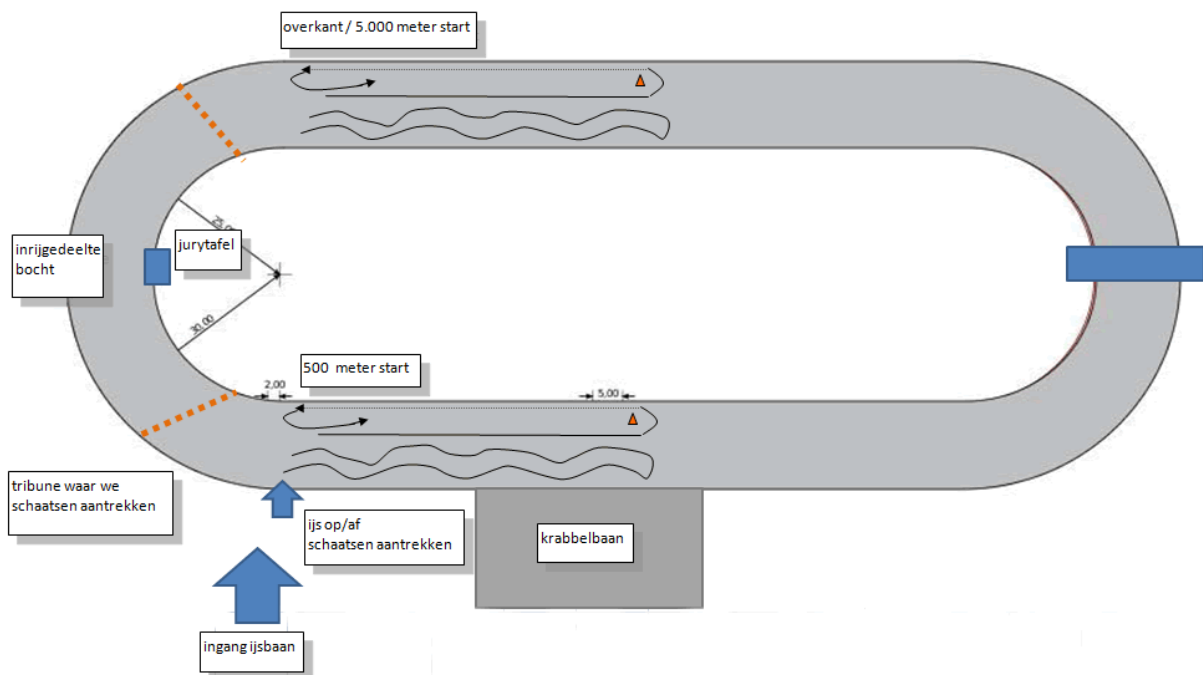 overkant / 5.000 meter start
inrijgedeelte
bocht
jurytafel
25,00
30,00
500 meter start
2,00
5,00
tribune waar we
schaatsen aantrekken
ijs op/af
schaatsen aantrekken
krabbelbaan
ingang ijsbaan